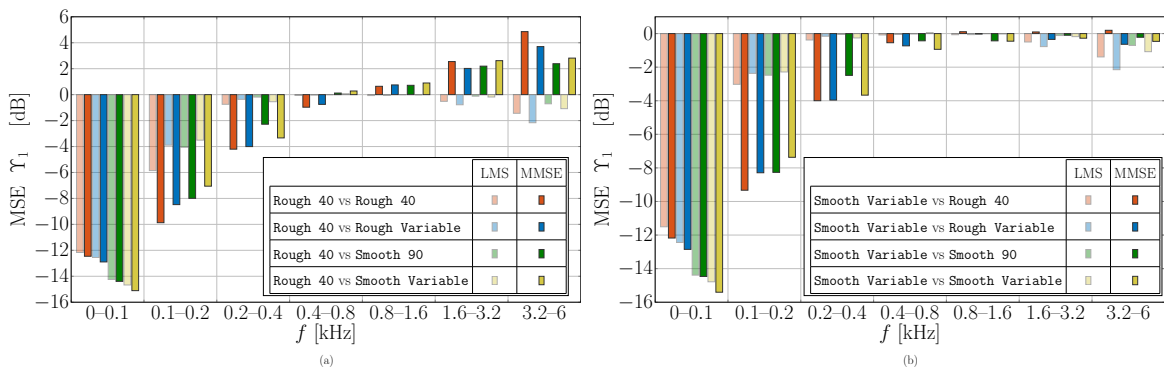 6
4
2
0
−2
−4
−6
−8
−10
−12
−14
−16
MSE ϒ1 [dB]
LMS MMSE
Rough 40 vs Rough 40
Rough 40 vs Rough Variable
Rough 40 vs Smooth 90
Rough 40 vs Smooth Variable
0–0.1 0.1–0.2 0.2–0.4 0.4–0.8 0.8–1.6 1.6–3.2 3.2–6
f [kHz]
(a)
0
−2
−4
−6
−8
−10
−12
−14
−16
MSE ϒ1 [dB]
LMS MMSE
Smooth Variable vs Rough 40
Smooth Variable vs Rough Variable
Smooth Variable vs Smooth 90
Smooth Variable vs Smooth Variable
0–0.1 0.1–0.2 0.2–0.4 0.4–0.8 0.8–1.6 1.6–3.2 3.2–6
f [kHz]
(b)